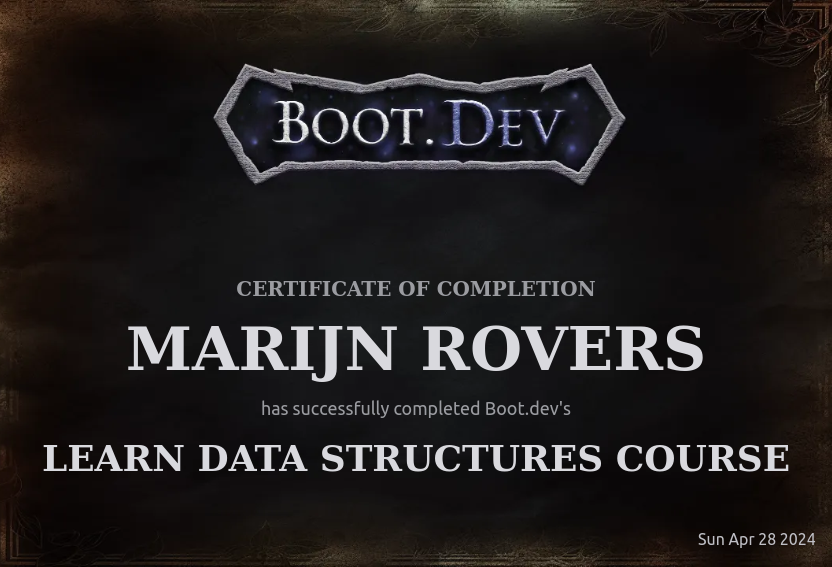 BOOT.DEV
CERTIFICATE OF COMPLETION
MARIJN ROVERS
has successfully completed Boot.dev's
LEARN DATA STRUCTURES COURSE
Sun Apr 28 2024